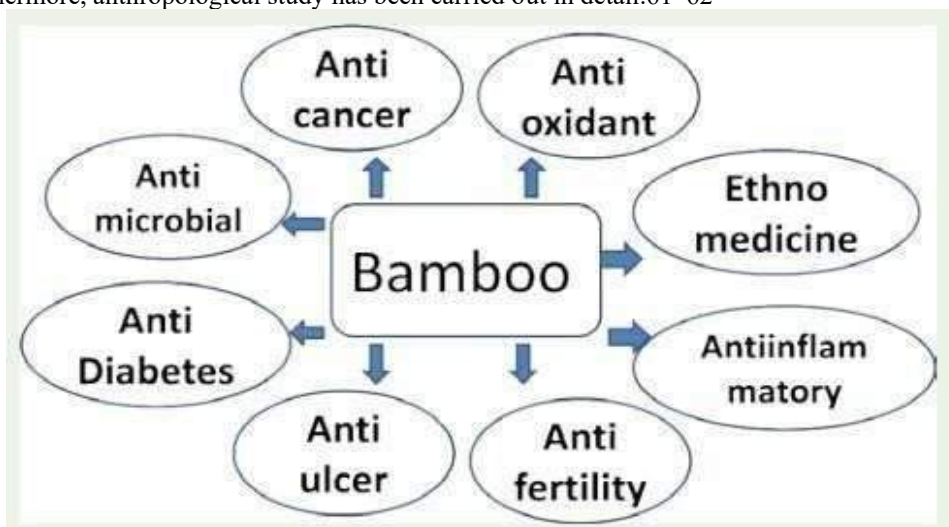 ermore, anthropological study has been carried out in detail.61-62
Anti
cancer
Anti
oxidant
Anti
microbial
Ethno
medicine
Bamboo
Anti
Diabetes
Antiinflam
matory
Anti
ulcer
Anti
fertility